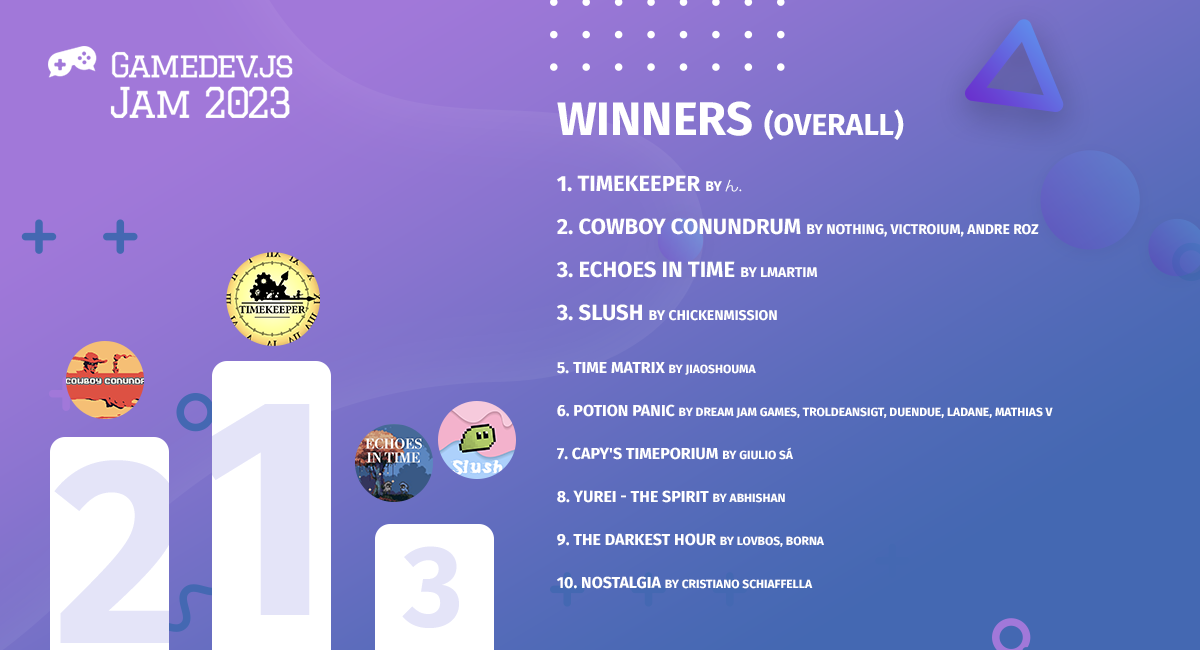 GAMEDEV.JS
JAM 2023
WINNERS (OVERALL)
1. TIMEKEEPER BY ん.
2. COWBOY CONUNDRUM BY NOTHING, VICTROIUM, ANDRE ROZ
3. ECHOES IN TIME BY LMARTIM
3. SLUSH BY CHICKENMISSION
5. TIME MATRIX BY JIAOSHOUMA
6. POTION PANIC BY DREAM JAM GAMES, TROLDEANSIGT, DUENDUE, LADANE, MATHIAS V
7. CAPY'S TIMEPORIUM BY GIULIO SÁ
8. YUREI - THE SPIRIT BY ABHISHAN
9. THE DARKEST HOUR BY LOVBOS, BORNA
10. NOSTALGIA BY CRISTIANO SCHIAFFELLA
TIMEKEEPER
COWBOY CONUNDR
ECHOES
IN TIME
Slush
2
1
3